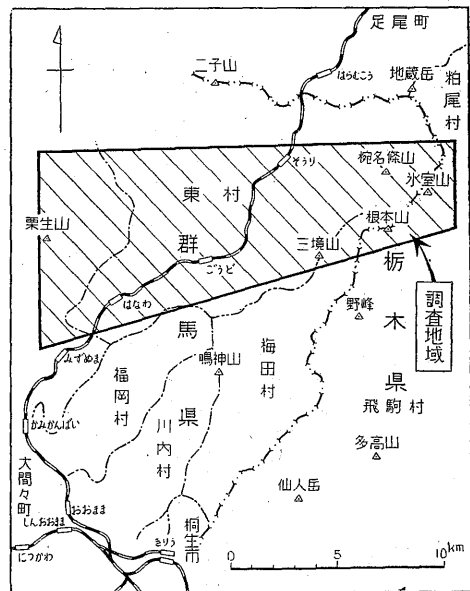 足尾町
二子山
はらむこう
地蔵岳
粕尾村
そうり
椀名條山
氷室山
東村
栗生山
根本山
群馬県
三境山
ごうど
栃木県
はなわ
調査地域
野峰
みずぬま
福岡村
鳴神山
梅田村
飛駒村
かみかんばい
川内村
多高山
大間々町
仙人岳
おおまま
しんおおまま
桐生市
きりう
につかわ
0 5 10km